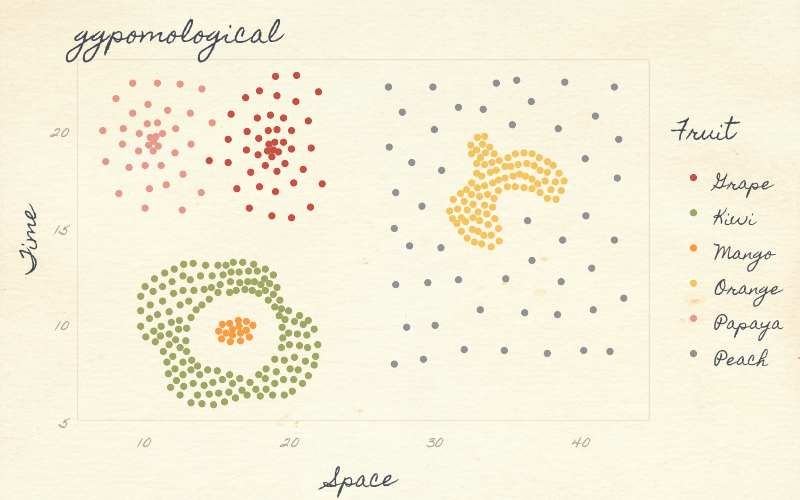 ggpomological
20
15
10
5
Time
10 20 30 40
Space
Fruit
Grape
Kiwi
Mango
Orange
Papaya
Peach